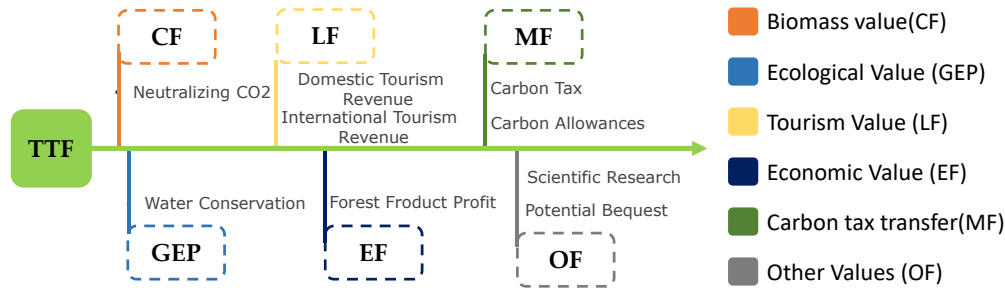 CF
LF
MF
Neutralizing CO2
Domestic Tourism
Revenue
International Tourism
Revenue
Carbon Tax
Carbon Allowances
TTF
Water Conservation
Forest Froduct Profit
Scientific Research
Potential Bequest
GEP
EF
OF
Biomass value(CF)
Ecological Value (GEP)
Tourism Value (LF)
Economic Value (EF)
Carbon tax transfer(MF)
Other Values (OF)